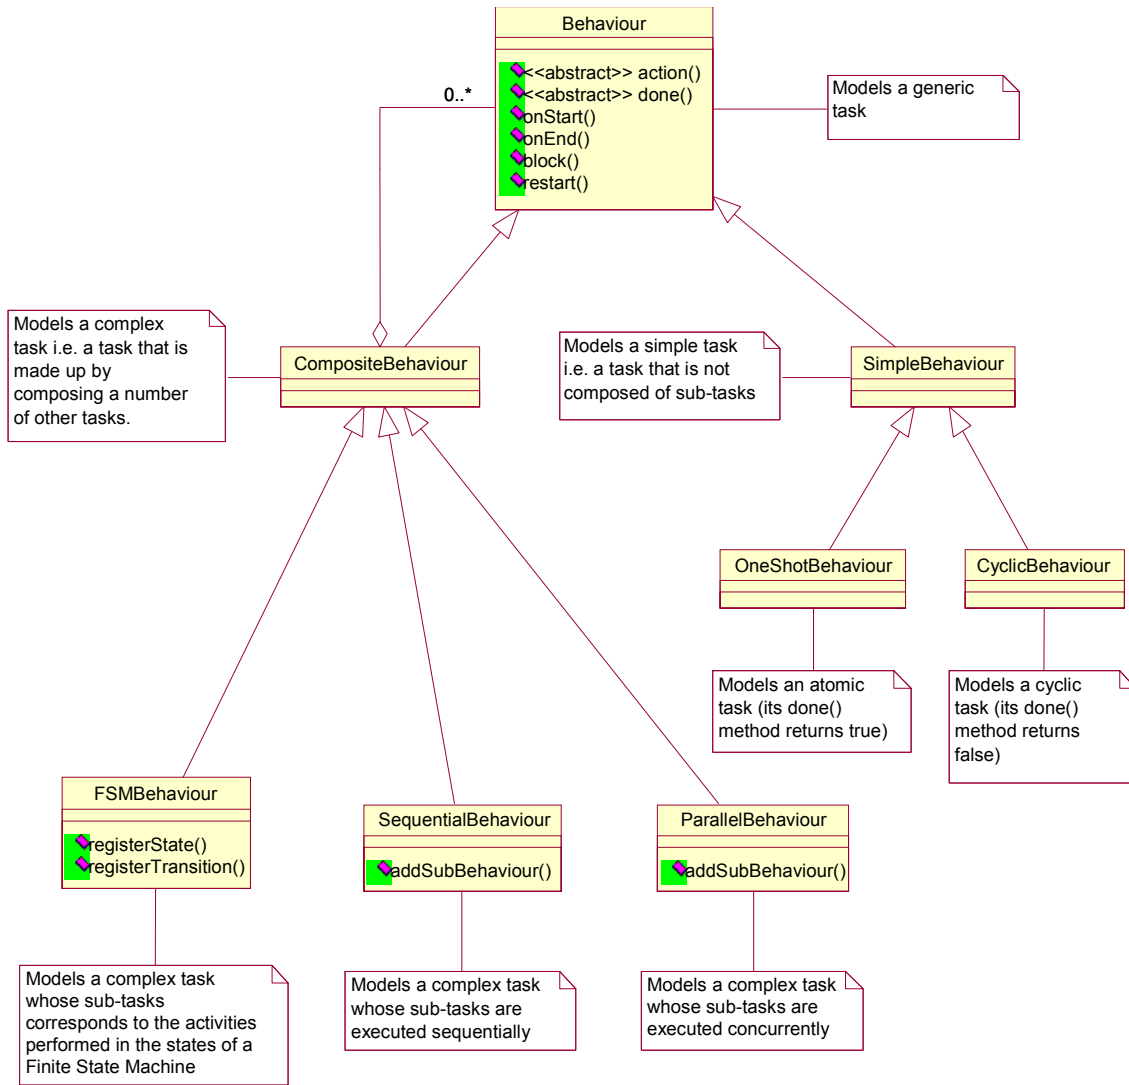 Behaviour
<<abstract>> action()
<<abstract>> done()
onStart()
onEnd()
block()
restart()
0..*
Models a generic
task
Models a complex
task i.e. a task that is
made up by
composing a number
of other tasks.
CompositeBehaviour
Models a simple task
i.e. a task that is not
composed of sub-tasks
SimpleBehaviour
OneShotBehaviour
CyclicBehaviour
Models an atomic
task (its done()
method returns true)
Models a cyclic
task (its done()
method returns
false)
FSMBehaviour
registerState()
registerTransition()
SequentialBehaviour
addSubBehaviour()
ParallelBehaviour
addSubBehaviour()
Models a complex task
whose sub-tasks
corresponds to the activities
performed in the states of a
Finite State Machine
Models a complex task
whose sub-tasks are
executed sequentially
Models a complex task
whose sub-tasks are
executed concurrently